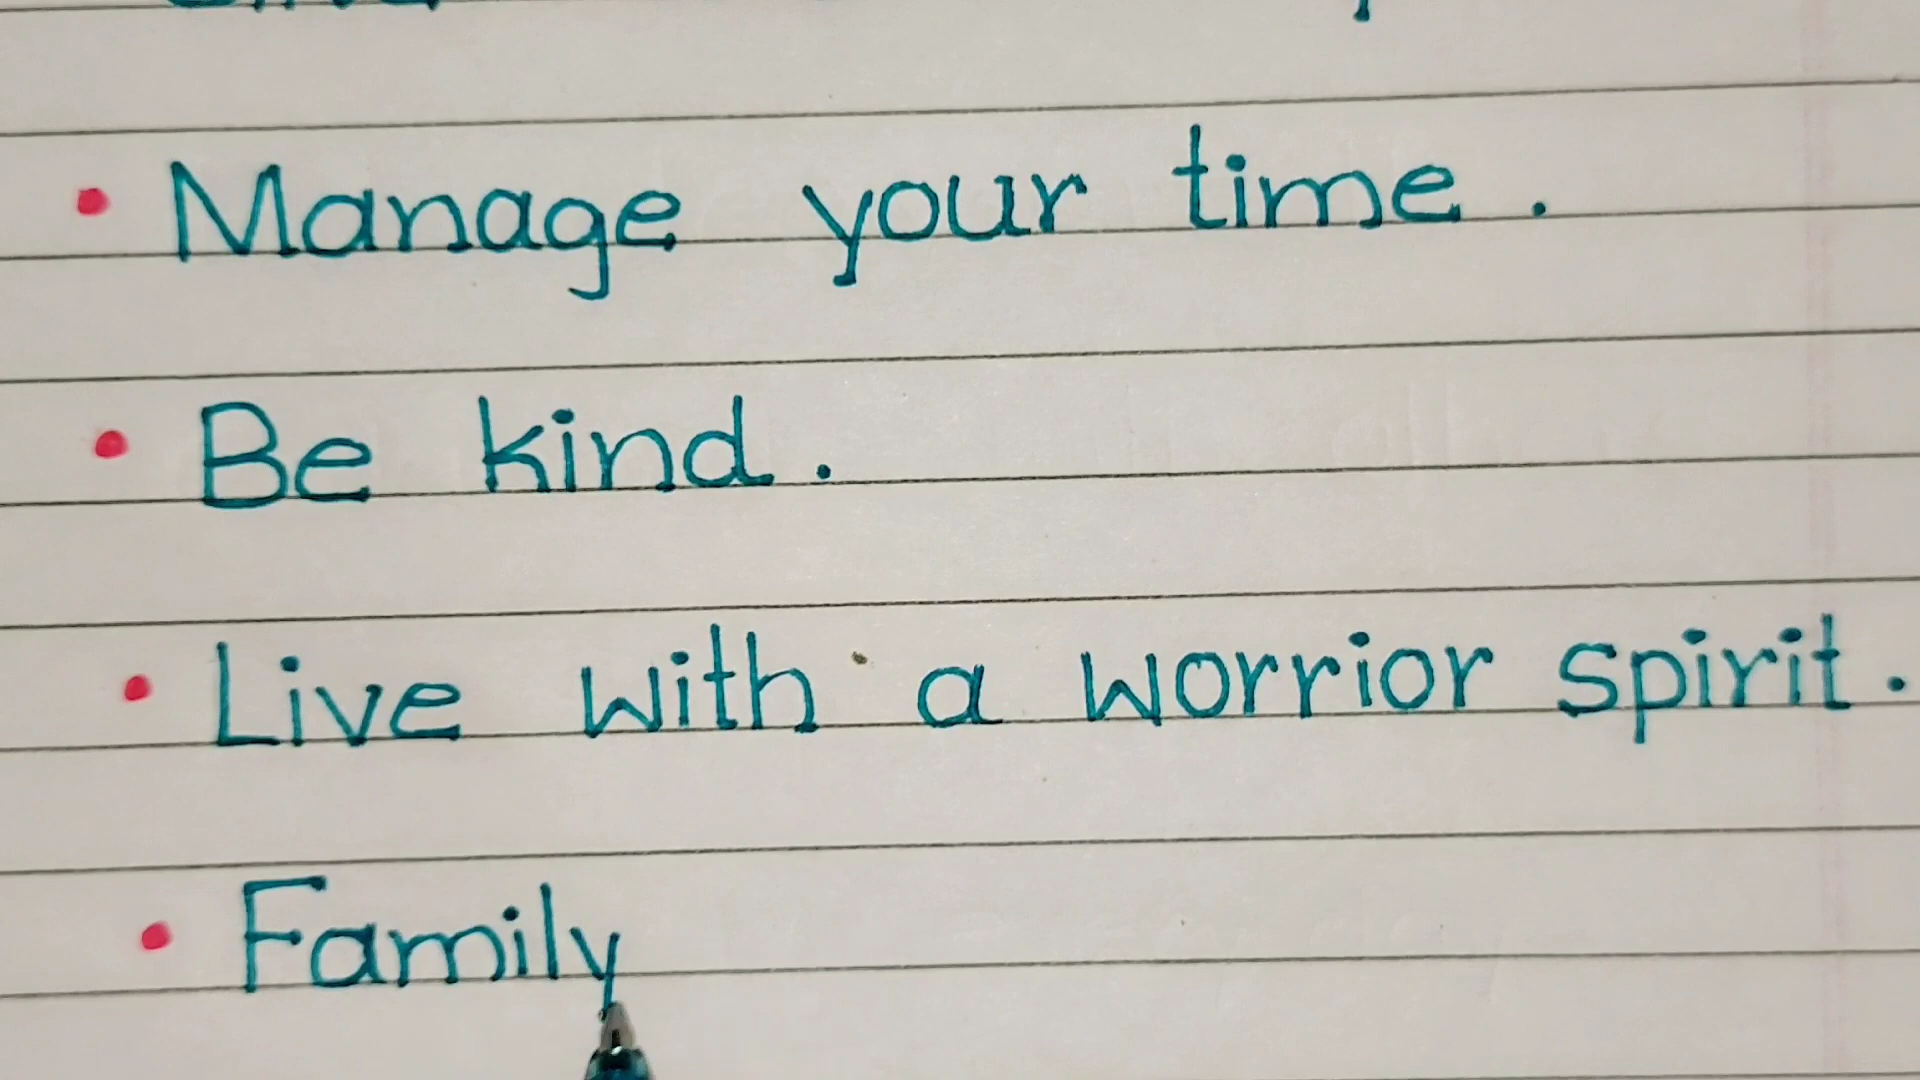 • Manage your time.
• Be kind.
• Live with a worrior spirit.
• Family